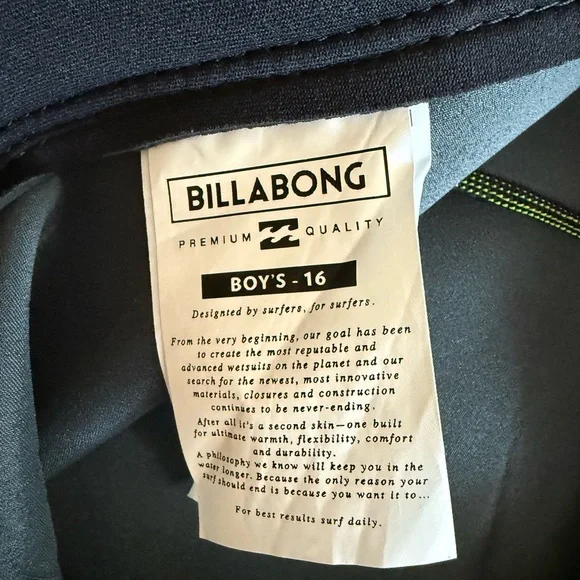 BILLABONG
PREMIUM QUALITY
BOY'S - 16
Designted by surfers, for surfers.
From the very beginning, our goal has been
to create the most reputable and
advanced wetsuits on the planet and our
search for the newest, most innovative
materials, closures and construction
continues to be never-ending.
After all it's a second skin—one built
for ultimate warmth, flexibility, comfort
and durability.
A philosophy we know will keep you in the
water longer. Because the only reason your
surf should end is because you want it to...
For best results surf daily.